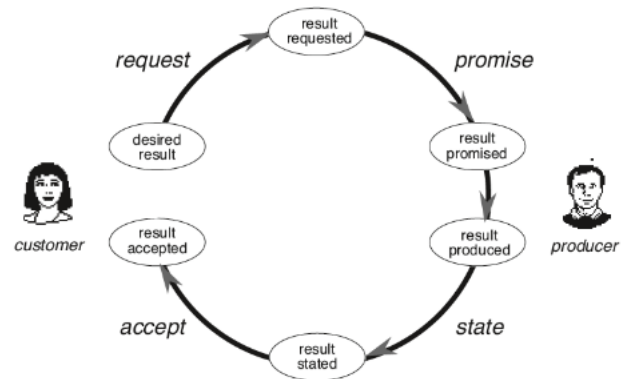 result
requested
request
promise
desired
result
result
promised
customer
result
accepted
result
produced
producer
accept
state
result
stated